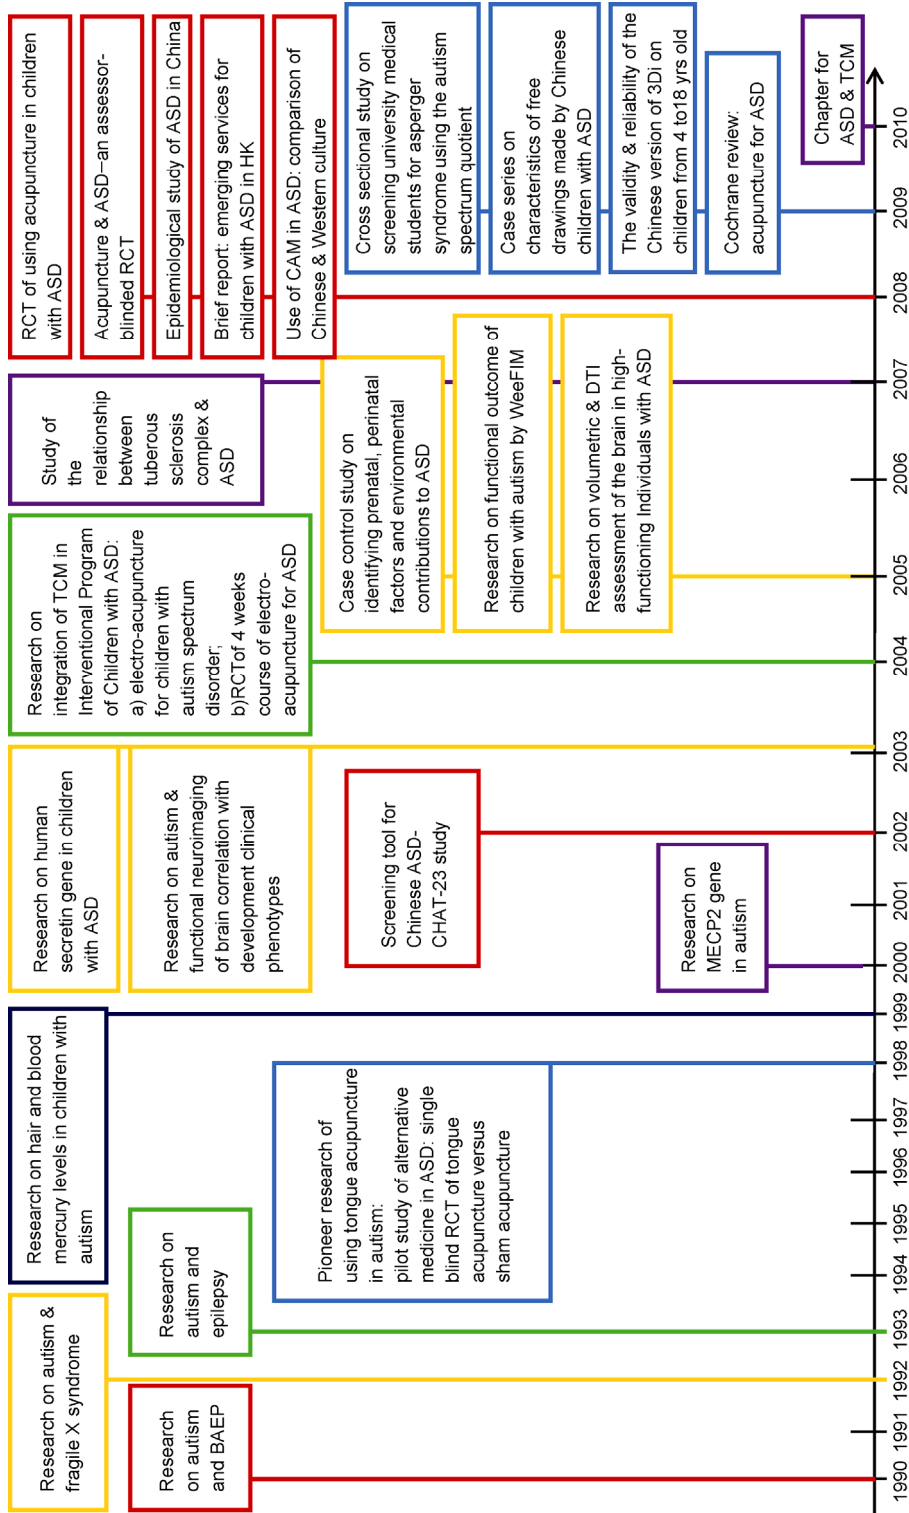 Research on autism &
fragile X syndrome
Research
on autism
and BAEP
Research on
autism and
epilepsy
Research on hair and blood
mercury levels in children with
autism
Pioneer research of
using tongue acupuncture
in autism:
pilot study of alternative
medicine in ASD: single
blind RCT of tongue
acupuncture versus
sham acupuncture
Research on human
secretin gene in children
with ASD
Research on autism &
functional neuroimaging
of brain correlation with
development clinical
phenotypes
Screening tool for
Chinese ASD-
CHAT-23 study
Research on
MECP2 gene
in autism
Research on
integration of TCM in
Interventional Program
of Children with ASD:
a) electro-acupuncture
for children with
autism spectrum
disorder;
b)RCTof 4 weeks
course of electro-
acupuncture for ASD
Study of
the
relationship
between
tuberous
sclerosis
complex &
ASD
Case control study on
identifying prenatal, perinatal
factors and environmental
contributions to ASD
Research on functional outcome of
children with autism by WeeFIM
Research on volumetric & DTI
assessment of the brain in high-
functioning Individuals with ASD
RCT of using acupuncture in children
with ASD
Acupuncture & ASD–an assessor-
blinded RCT
Epidemiological study of ASD in China
Brief report: emerging services for
children with ASD in HK
Use of CAM in ASD: comparison of
Chinese & Western culture
Cross sectional study on
screening university medical
students for asperger
syndrome using the autism
spectrum quotient
Case series on
characteristics of free
drawings made by Chinese
children with ASD
The validity & reliability of the
Chinese version of 3Di on
children from 4 to18 yrs old
Cochrane review:
acupuncture for ASD
Chapter for
ASD & TCM
1990 1991 1992 1993 1994 1995 1996 1997 1998 1999 2000 2001 2002 2003 2004 2005 2006 2007 2008 2009 2010